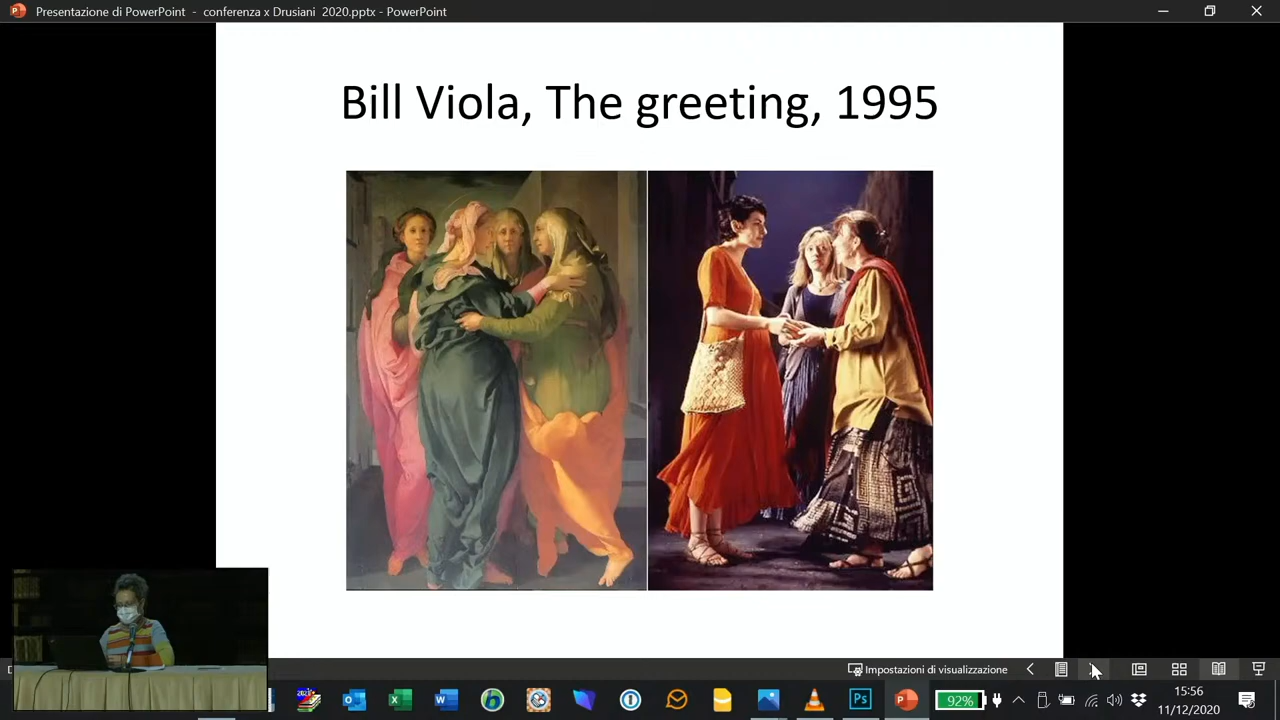 Presentazione di PowerPoint - conferenza x Drusiani 2020.pptx - PowerPoint
Bill Viola, The greeting, 1995
Impostazioni di visualizzazione
92%
15:56
11/12/2020